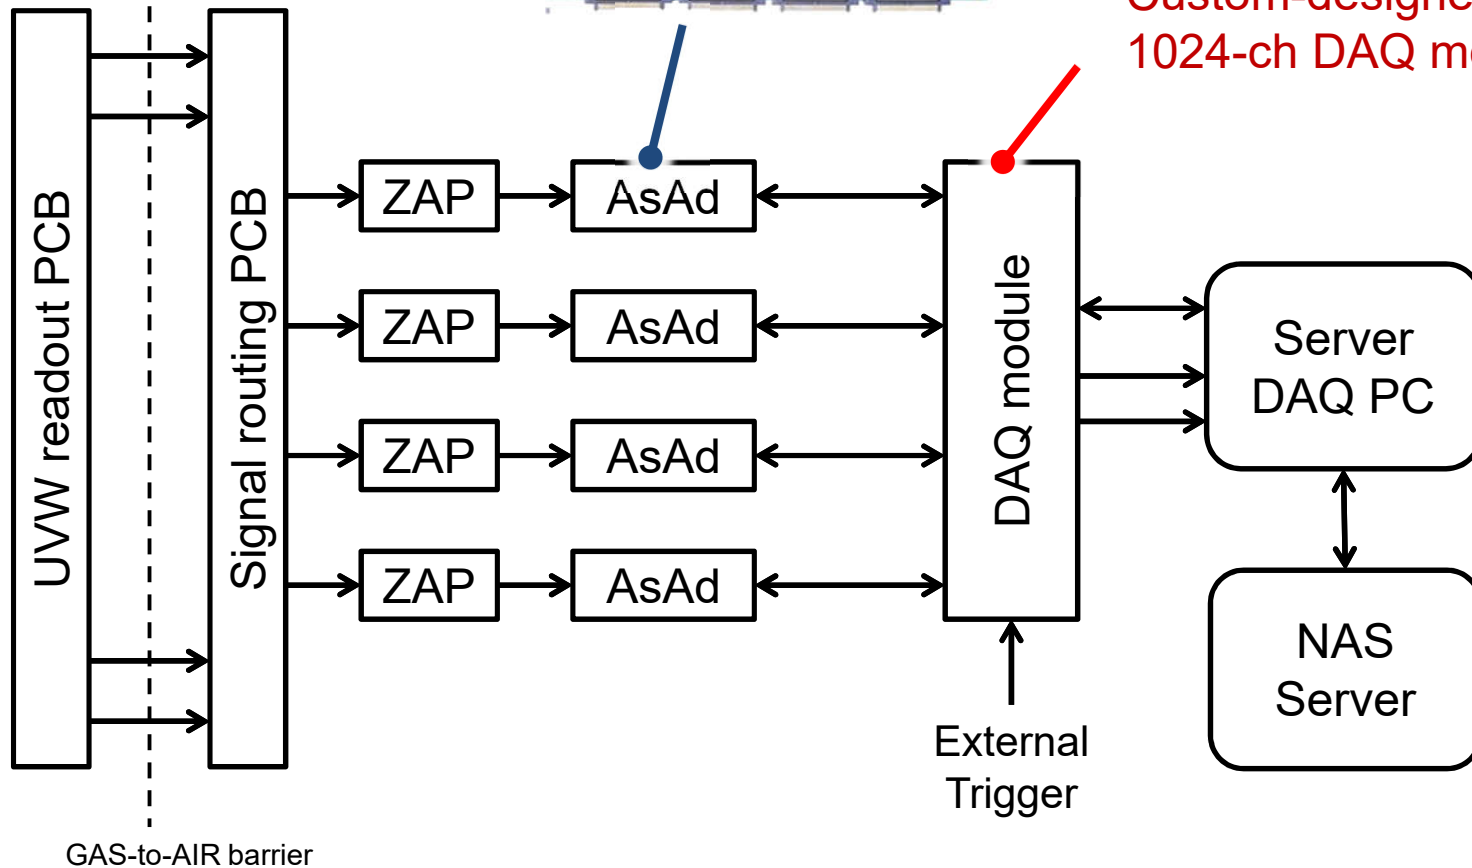 1024-ch DAQ
UVW readout PCB
Signal routing PCB
ZAP
AsAd
ZAP
AsAd
ZAP
AsAd
ZAP
AsAd
DAQ module
Server
DAQ PC
NAS
Server
External
Trigger
GAS-to-AIR barrier